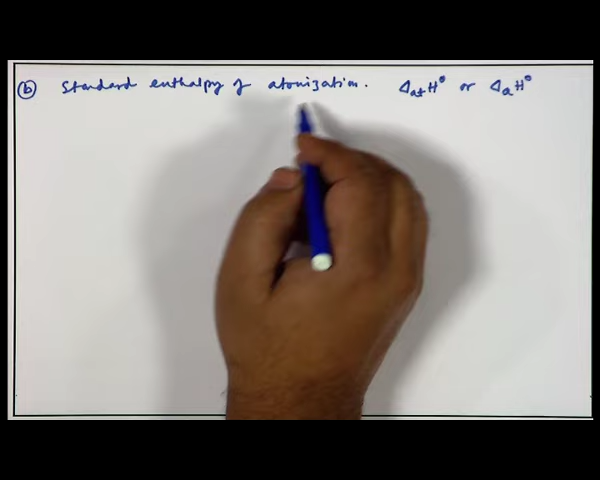 (b) Standard enthalpy of atomization. ΔatH° or ΔaH°